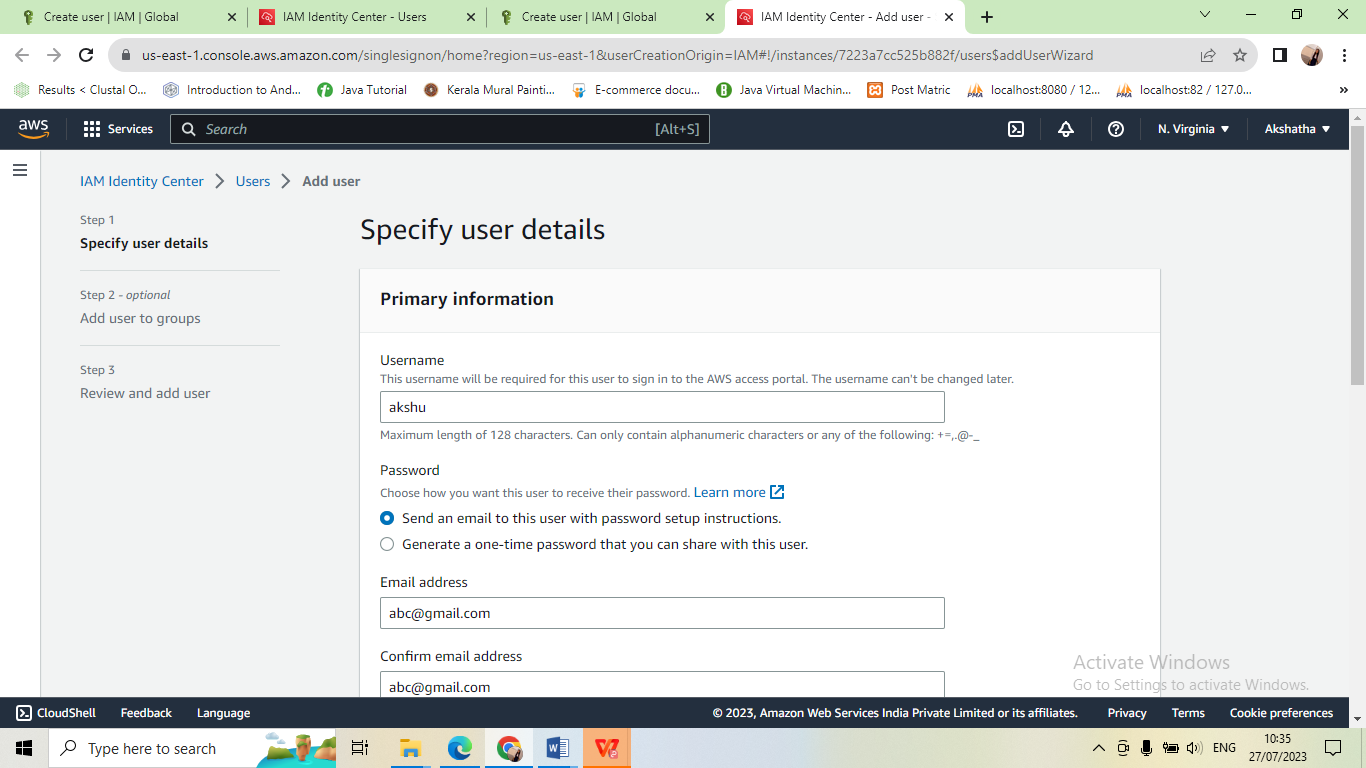 Create user | IAM | Global
IAM Identity Center - Users
Create user | IAM | Global
IAM Identity Center - Add user -
us-east-1.console.aws.amazon.com/singlesignon/home?region=us-east-1&userCreationOrigin=IAM#!/instances/7223a7cc525b882f/users$addUserWizard
Results < Clustal O...
Introduction to And...
Java Tutorial
Kerala Mural Painti...
E-commerce docu...
Java Virtual Machin...
Post Matric
localhost:8080 / 12...
localhost:82 / 127.0...
»
aws
Services
Search
[Alt+S]
N. Virginia
Akshatha
IAM Identity Center
Users
Add user
Step 1
Specify user details
Step 2 - optional
Add user to groups
Step 3
Review and add user
Specify user details
Primary information
Username
This username will be required for this user to sign in to the AWS access portal. The username can't be changed later.
akshu
Maximum length of 128 characters. Can only contain alphanumeric characters or any of the following: +=,.@-_
Password
Choose how you want this user to receive their password. Learn more
Send an email to this user with password setup instructions.
Generate a one-time password that you can share with this user.
Email address
abc@gmail.com
Confirm email address
abc@gmail.com
Activate Windows
Go to Settings to activate Windows.
CloudShell
Feedback
Language
© 2023, Amazon Web Services India Private Limited or its affiliates.
Privacy
Terms
Cookie preferences
Type here to search
ENG
10:35
27/07/2023